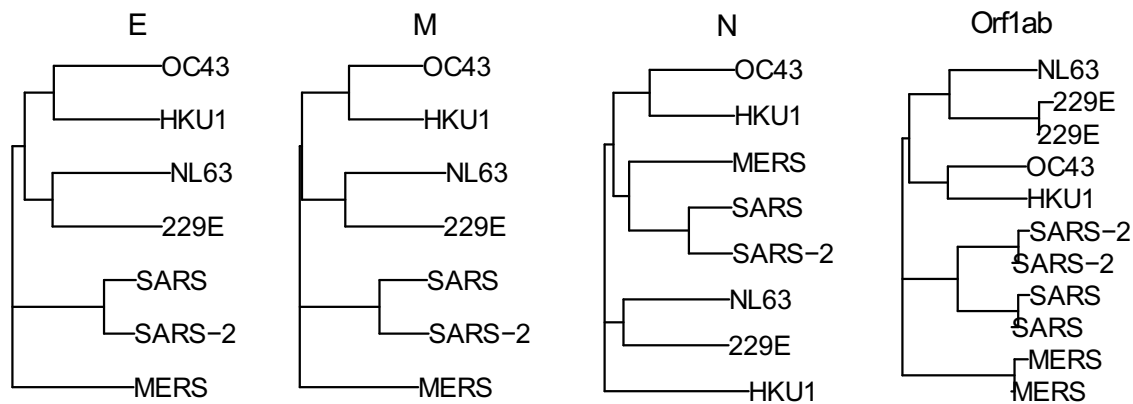 E
OC43
HKU1
NL63
229E
SARS
SARS−2
MERS
M
OC43
HKU1
NL63
229E
SARS
SARS−2
MERS
N
OC43
HKU1
MERS
SARS
SARS−2
NL63
229E
HKU1
Orf1ab
NL63
229E
229E
OC43
HKU1
SARS−2
SARS−2
SARS
SARS
MERS
MERS